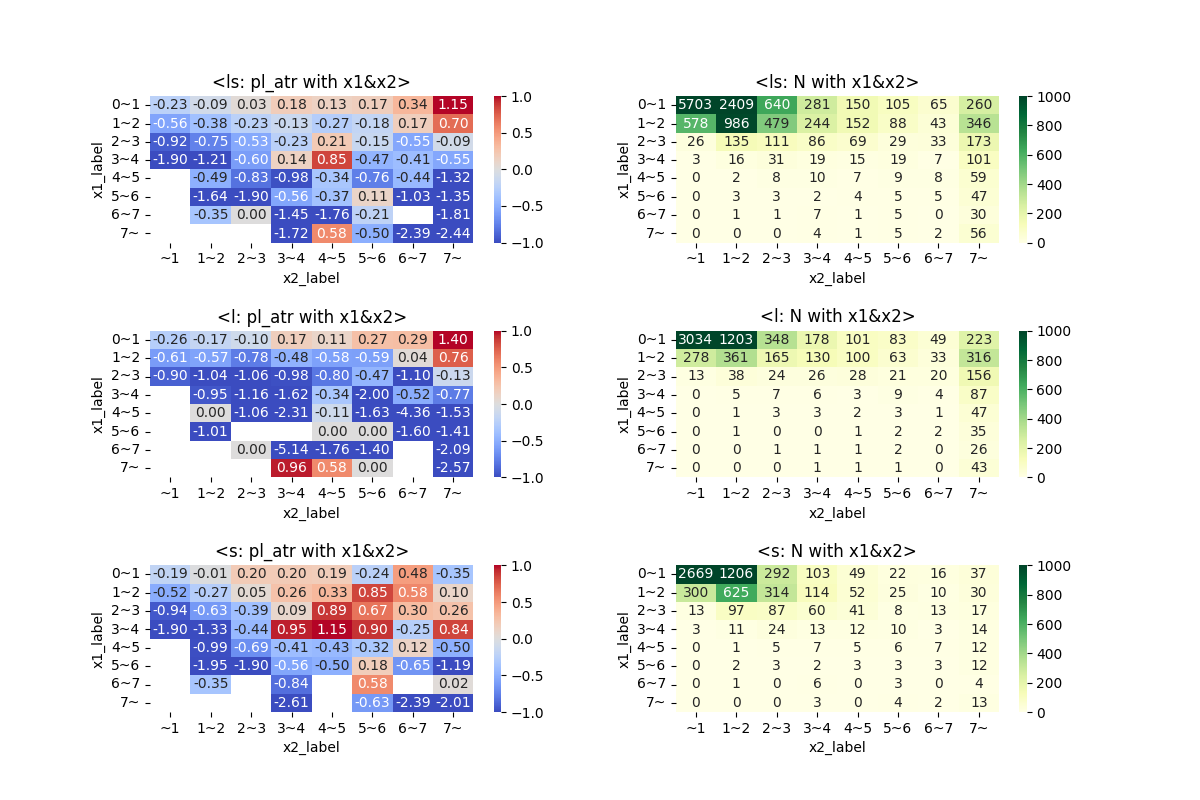 <ls: pl_atr with x1&x2>
x1_label
0~1 -0.23 -0.09 0.03 0.18 0.13 0.17 0.34 1.15
1~2 -0.56 -0.38 -0.23 -0.13 -0.27 -0.18 0.17 0.70
2~3 -0.92 -0.75 -0.53 -0.23 0.21 -0.15 -0.55 -0.09
3~4 -1.90 -1.21 -0.60 0.14 0.85 -0.47 -0.41 -0.55
4~5 -0.49 -0.83 -0.98 -0.34 -0.76 -0.44 -1.32
5~6 -1.64 -1.90 -0.56 -0.37 0.11 -1.03 -1.35
6~7 -0.35 0.00 -1.45 -1.76 -0.21 -1.81
7~ -1.72 0.58 -0.50 -2.39 -2.44
~1 1~2 2~3 3~4 4~5 5~6 6~7 7~
x2_label
1.0
0.5
0.0
−0.5
−1.0
<ls: N with x1&x2>
x1_label
0~1 5703 2409 640 281 150 105 65 260
1~2 578 986 479 244 152 88 43 346
2~3 26 135 111 86 69 29 33 173
3~4 3 16 31 19 15 19 7 101
4~5 0 2 8 10 7 9 8 59
5~6 0 3 3 2 4 5 5 47
6~7 0 1 1 7 1 5 0 30
7~ 0 0 0 4 1 5 2 56
~1 1~2 2~3 3~4 4~5 5~6 6~7 7~
x2_label
1000
800
600
400
200
0
<l: pl_atr with x1&x2>
x1_label
0~1 -0.26 -0.17 -0.10 0.17 0.11 0.27 0.29 1.40
1~2 -0.61 -0.57 -0.78 -0.48 -0.58 -0.59 0.04 0.76
2~3 -0.90 -1.04 -1.06 -0.98 -0.80 -0.47 -1.10 -0.13
3~4 -0.95 -1.16 -1.62 -0.34 -2.00 -0.52 -0.77
4~5 0.00 -1.06 -2.31 -0.11 -1.63 -4.36 -1.53
5~6 -1.01 0.00 0.00 -1.60 -1.41
6~7 0.00 -5.14 -1.76 -1.40 -2.09
7~ 0.96 0.58 0.00 -2.57
~1 1~2 2~3 3~4 4~5 5~6 6~7 7~
x2_label
1.0
0.5
0.0
−0.5
−1.0
<l: N with x1&x2>
x1_label
0~1 3034 1203 348 178 101 83 49 223
1~2 278 361 165 130 100 63 33 316
2~3 13 38 24 26 28 21 20 156
3~4 0 5 7 6 3 9 4 87
4~5 0 1 3 3 2 3 1 47
5~6 0 1 0 0 1 2 2 35
6~7 0 0 1 1 1 2 0 26
7~ 0 0 0 1 1 1 0 43
~1 1~2 2~3 3~4 4~5 5~6 6~7 7~
x2_label
1000
800
600
400
200
0
<s: pl_atr with x1&x2>
x1_label
0~1 -0.19 -0.01 0.20 0.20 0.19 -0.24 0.48 -0.35
1~2 -0.52 -0.27 0.05 0.26 0.33 0.85 0.58 0.10
2~3 -0.94 -0.63 -0.39 0.09 0.89 0.67 0.30 0.26
3~4 -1.90 -1.33 -0.44 0.95 1.15 0.90 -0.25 0.84
4~5 -0.99 -0.69 -0.41 -0.43 -0.32 0.12 -0.50
5~6 -1.95 -1.90 -0.56 -0.50 0.18 -0.65 -1.19
6~7 -0.35 -0.84 0.58 0.02
7~ -2.61 -0.63 -2.39 -2.01
~1 1~2 2~3 3~4 4~5 5~6 6~7 7~
x2_label
1.0
0.5
0.0
−0.5
−1.0
<s: N with x1&x2>
x1_label
0~1 2669 1206 292 103 49 22 16 37
1~2 300 625 314 114 52 25 10 30
2~3 13 97 87 60 41 8 13 17
3~4 3 11 24 13 12 10 3 14
4~5 0 1 5 7 5 6 7 12
5~6 0 2 3 2 3 3 3 12
6~7 0 1 0 6 0 3 0 4
7~ 0 0 0 3 0 4 2 13
~1 1~2 2~3 3~4 4~5 5~6 6~7 7~
x2_label
1000
800
600
400
200
0